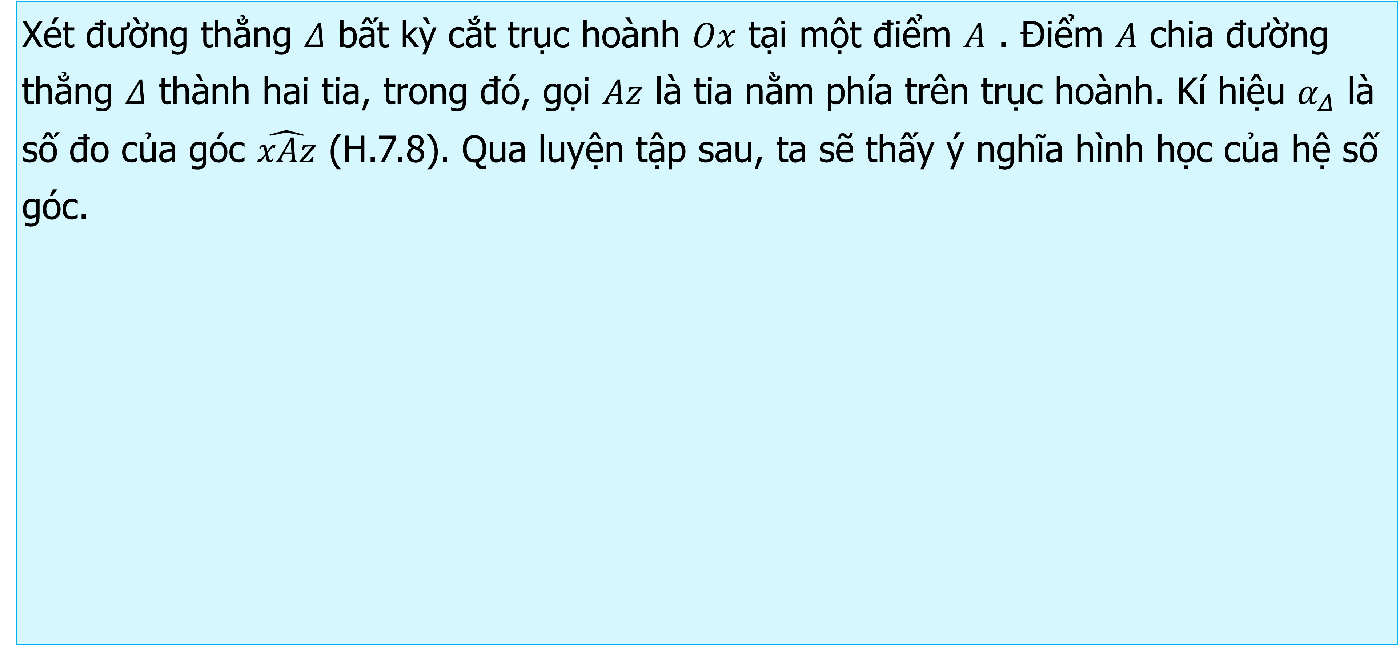 Xét đường thẳng Δ bất kỳ cắt trục hoành Ox tại một điểm A . Điểm A chia đường
thẳng Δ thành hai tia, trong đó, gọi Az là tia nằm phía trên trục hoành. Kí hiệu α_Δ là
số đo của góc \widehat{xAz} (H.7.8). Qua luyện tập sau, ta sẽ thấy ý nghĩa hình học của hệ số
góc.